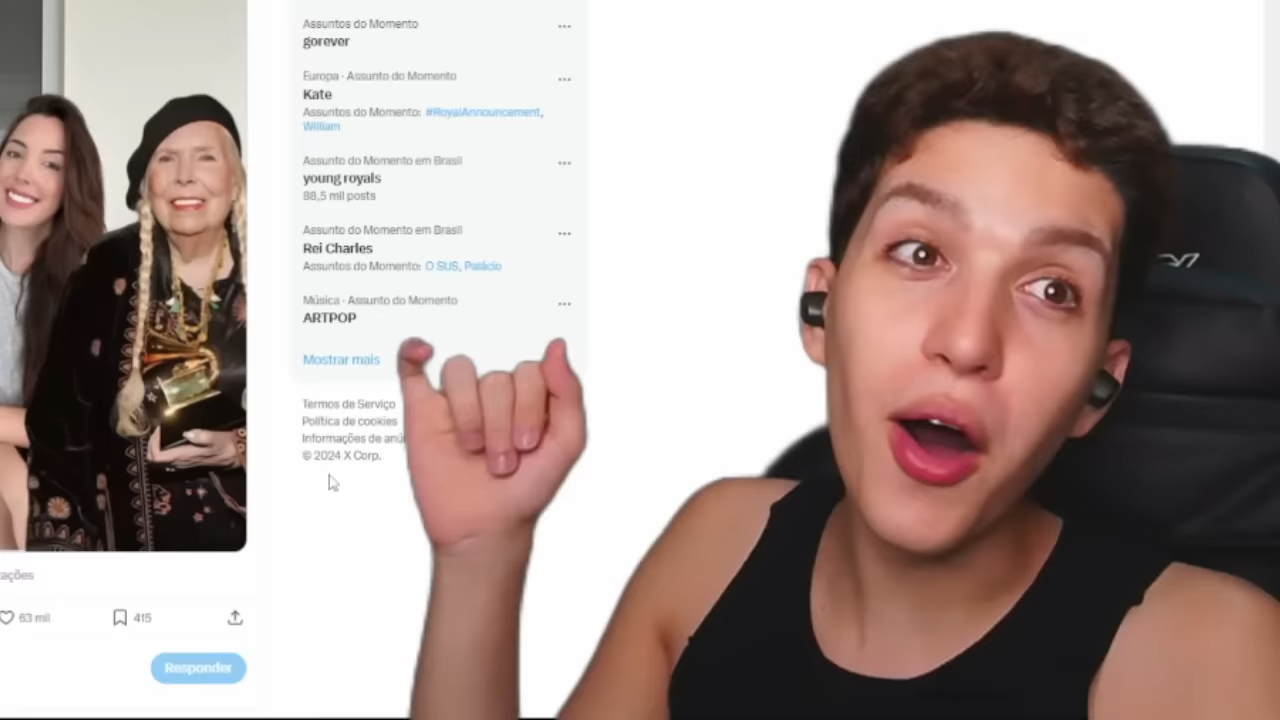 Assuntos do Momento
gorever
Europa · Assunto do Momento
Kate
Assuntos do Momento: #RoyalAnnouncement,
William
Assunto do Momento em Brasil
young royals
88,5 mil posts
Assunto do Momento em Brasil
Rei Charles
Assuntos do Momento: O SUS, Palácio
Música · Assunto do Momento
ARTPOP
Mostrar mais
Termos de Serviço
Política de cookies
Informações de anú
© 2024 X Corp.
ações
63 mil
415
Responder